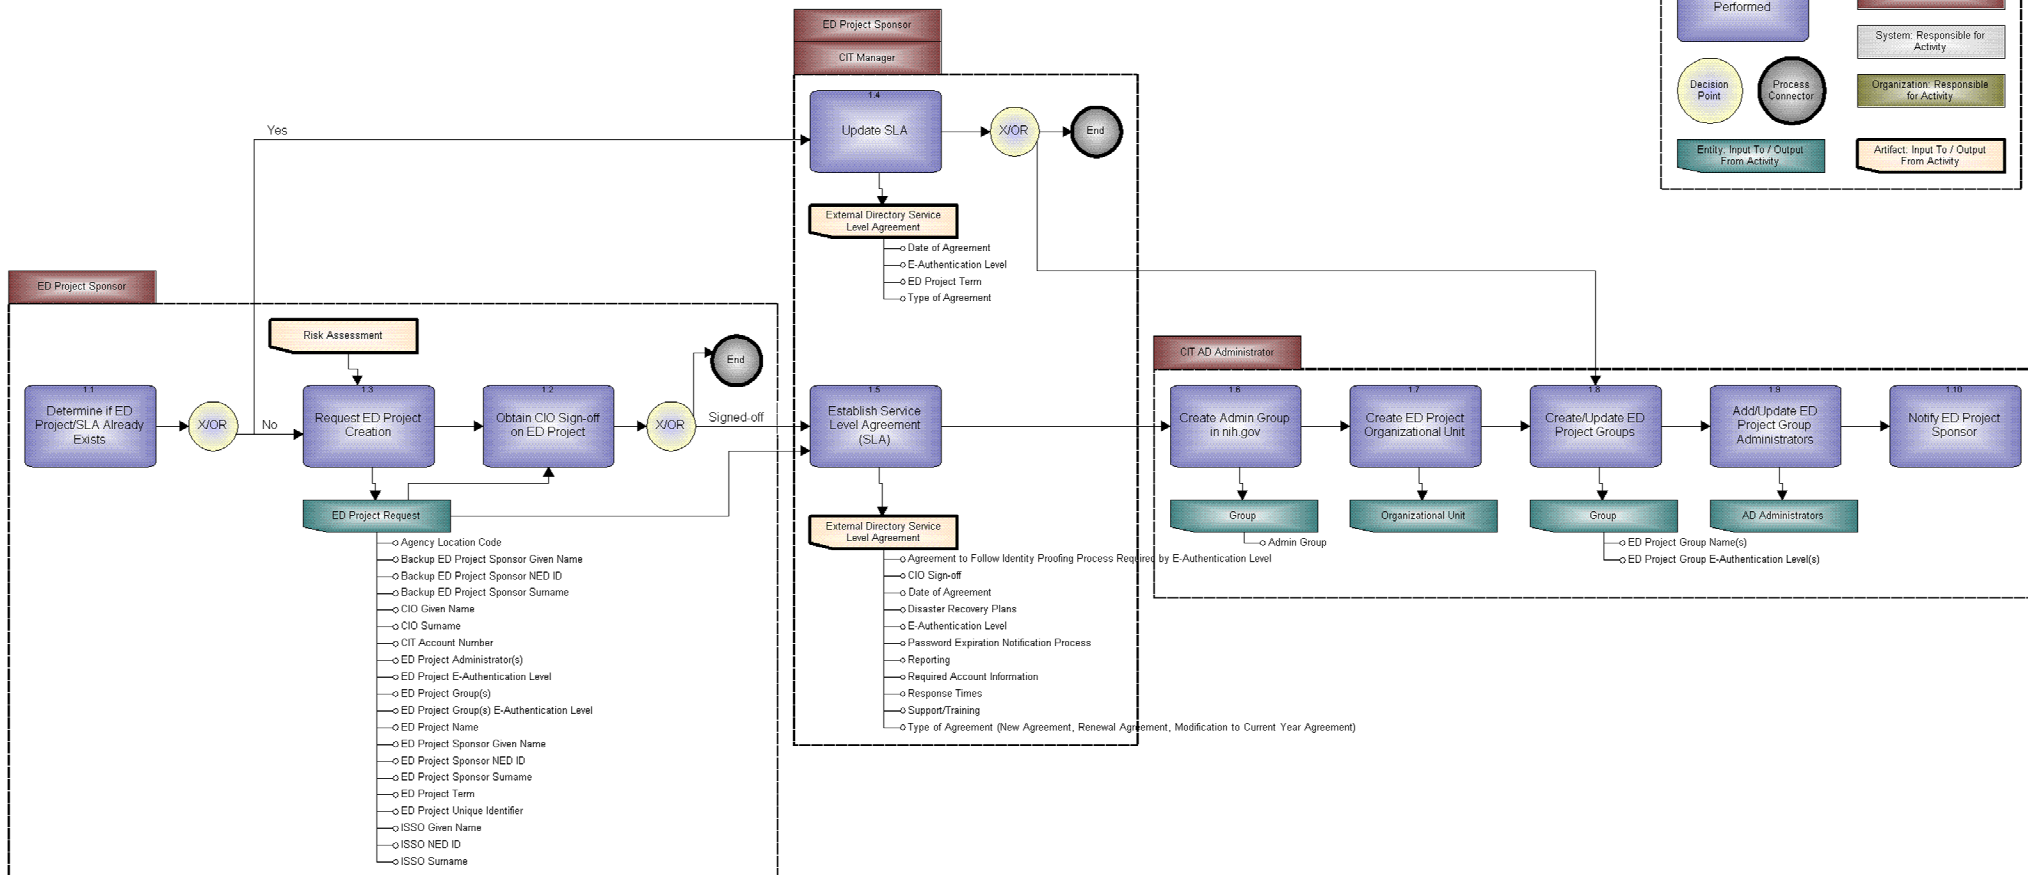 Performed
System: Responsible for
Activity
Decision
Point
Process
Connector
Organization: Responsible
for Activity
Entity: Input To / Output
From Activity
Artifact: Input To / Output
From Activity
ED Project Sponsor
CIT Manager
1.4
Update SLA
X/OR
End
Yes
External Directory Service
Level Agreement
Date of Agreement
E-Authentication Level
ED Project Term
Type of Agreement
ED Project Sponsor
Risk Assessment
End
1.1
Determine if ED
Project/SLA Already
Exists
X/OR
No
1.3
Request ED Project
Creation
1.2
Obtain CIO Sign-off
on ED Project
X/OR
Signed-off
1.5
Establish Service
Level Agreement
(SLA)
ED Project Request
Agency Location Code
Backup ED Project Sponsor Given Name
Backup ED Project Sponsor NED ID
Backup ED Project Sponsor Surname
CIO Given Name
CIO Surname
CIT Account Number
ED Project Administrator(s)
ED Project E-Authentication Level
ED Project Group(s)
ED Project Group(s) E-Authentication Level
ED Project Name
ED Project Sponsor Given Name
ED Project Sponsor NED ID
ED Project Sponsor Surname
ED Project Term
ED Project Unique Identifier
ISSO Given Name
ISSO NED ID
ISSO Surname
External Directory Service
Level Agreement
Agreement to Follow Identity Proofing Process Required by E-Authentication Level
CIO Sign-off
Date of Agreement
Disaster Recovery Plans
E-Authentication Level
Password Expiration Notification Process
Reporting
Required Account Information
Response Times
Support/Training
Type of Agreement (New Agreement, Renewal Agreement, Modification to Current Year Agreement)
CIT AD Administrator
1.6
Create Admin Group
in nih.gov
1.7
Create ED Project
Organizational Unit
1.8
Create/Update ED
Project Groups
1.9
Add/Update ED
Project Group
Administrators
1.10
Notify ED Project
Sponsor
Group
Admin Group
Organizational Unit
Group
ED Project Group Name(s)
ED Project Group E-Authentication Level(s)
AD Administrators